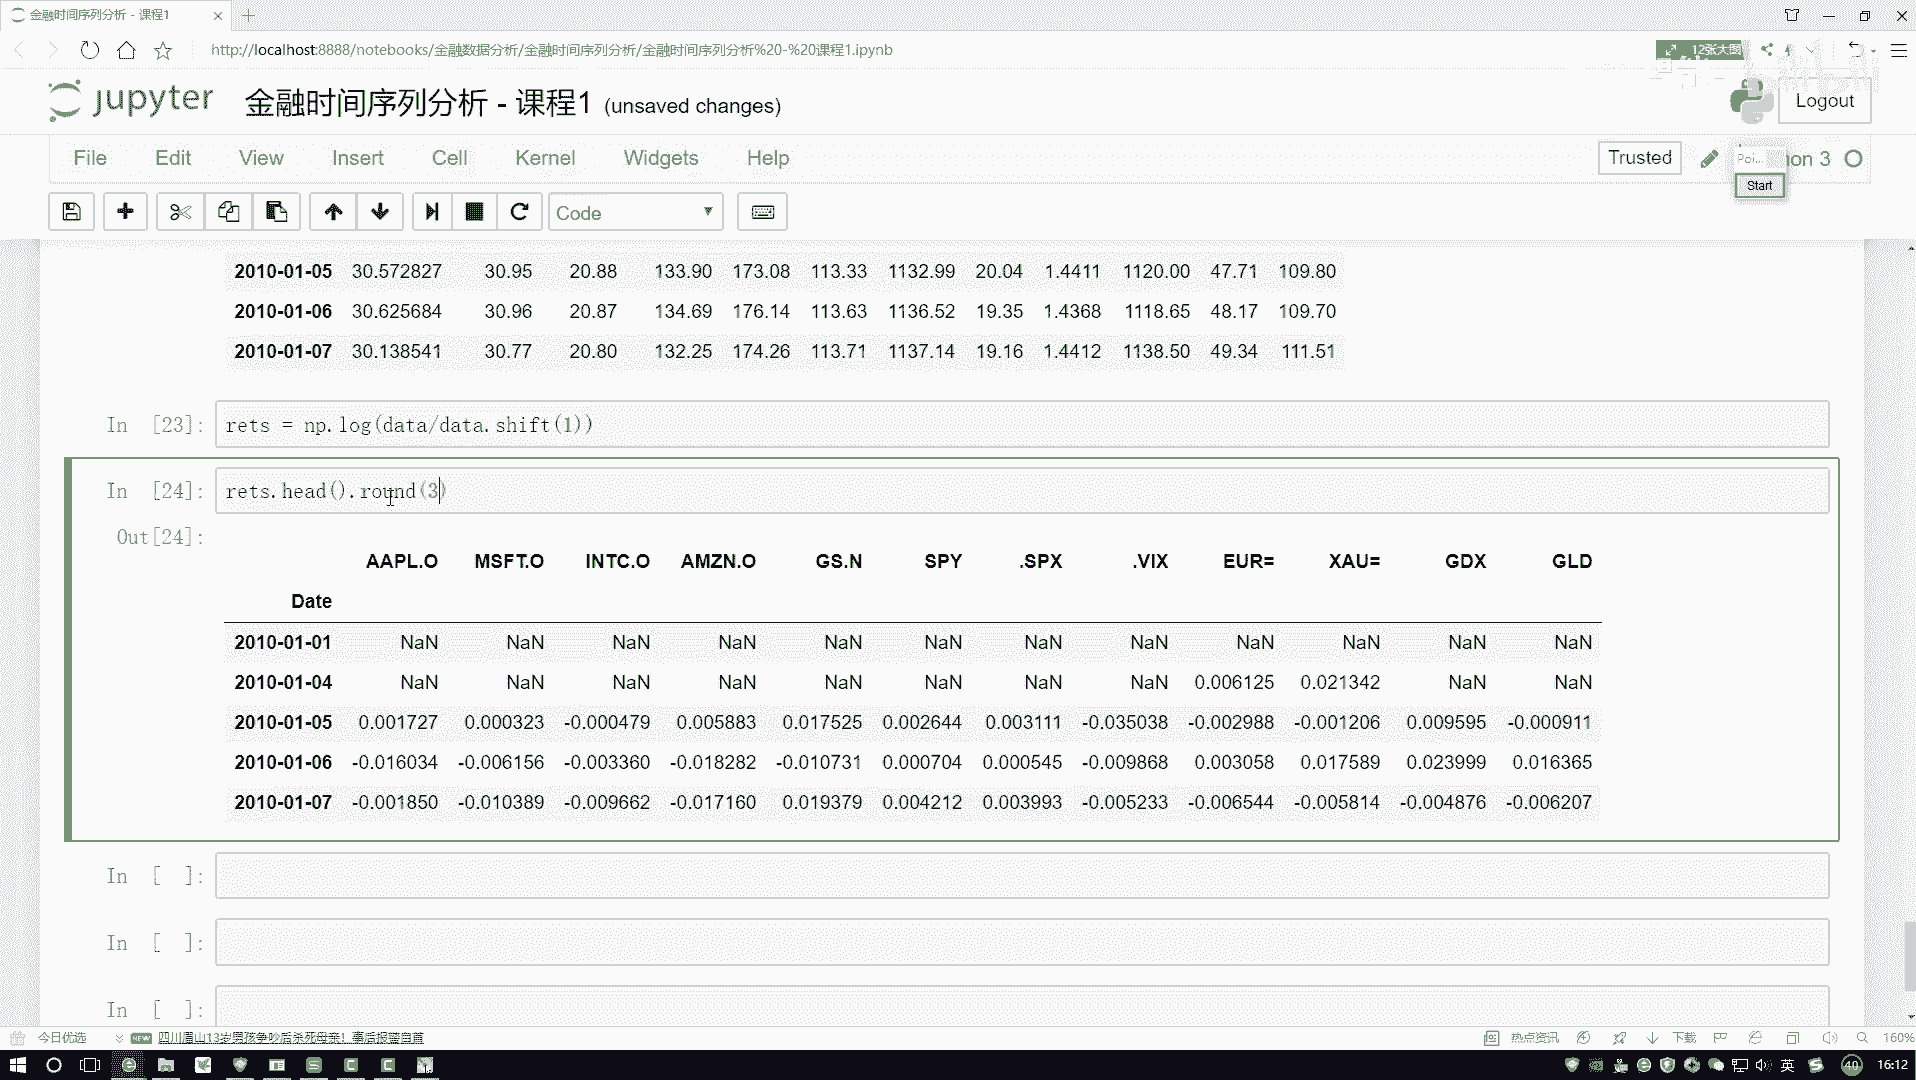 金融时间序列分析 - 课程1
http://localhost:8888/notebooks/金融数据分析/金融时间序列分析/金融时间序列分析%20-%20课程1.ipynb
12张大图
jupyter 金融时间序列分析 - 课程1 (unsaved changes)
Logout
File Edit View Insert Cell Kernel Widgets Help
Trusted
Poi...
on 3
Start
Code
2010-01-05 30.572827 30.95 20.88 133.90 173.08 113.33 1132.99 20.04 1.4411 1120.00 47.71 109.80
2010-01-06 30.625684 30.96 20.87 134.69 176.14 113.63 1136.52 19.35 1.4368 1118.65 48.17 109.70
2010-01-07 30.138541 30.77 20.80 132.25 174.26 113.71 1137.14 19.16 1.4412 1138.50 49.34 111.51
In [23]: rets = np.log(data/data.shift(1))
In [24]: rets.head().round(3)
Out[24]:
AAPL.O MSFT.O INTC.O AMZN.O GS.N SPY .SPX .VIX EUR= XAU= GDX GLD
Date
2010-01-01 NaN NaN NaN NaN NaN NaN NaN NaN NaN NaN NaN NaN
2010-01-04 NaN NaN NaN NaN NaN NaN NaN NaN 0.006125 0.021342 NaN NaN
2010-01-05 0.001727 0.000323 -0.000479 0.005883 0.017525 0.002644 0.003111 -0.035038 -0.002988 -0.001206 0.009595 -0.000911
2010-01-06 -0.016034 -0.006156 -0.003360 -0.018282 -0.010731 0.000704 0.000545 -0.009868 0.003058 0.017589 0.023999 0.016365
2010-01-07 -0.001850 -0.010389 -0.009662 -0.017160 0.019379 0.004212 0.003993 -0.005233 -0.006544 -0.005814 -0.004876 -0.006207
In [ ]:
In [ ]:
In [ ]:
今日优选
NEW 四川眉山13岁男孩争吵后杀死母亲！事后报警自首
热点资讯
下载
160%
英
40
16:12